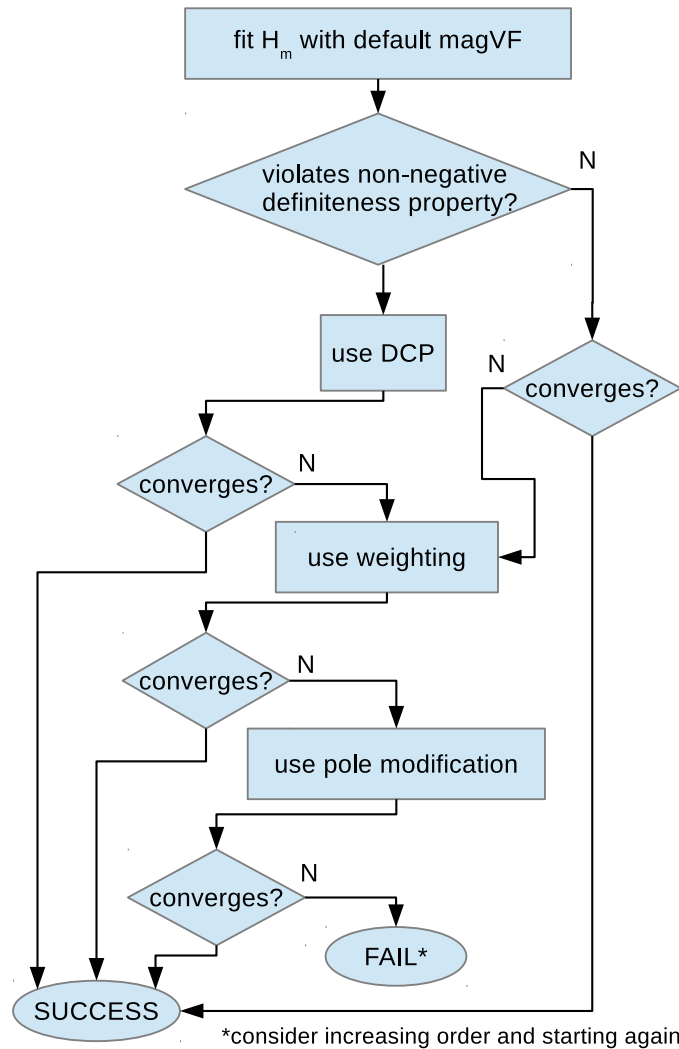 fit Hm with default magVF
N
violates non-negative
definiteness property?
use DCP
N
converges?
N
converges?
use weighting
N
converges?
use pole modification
N
converges?
FAIL*
SUCCESS
*consider increasing order and starting again